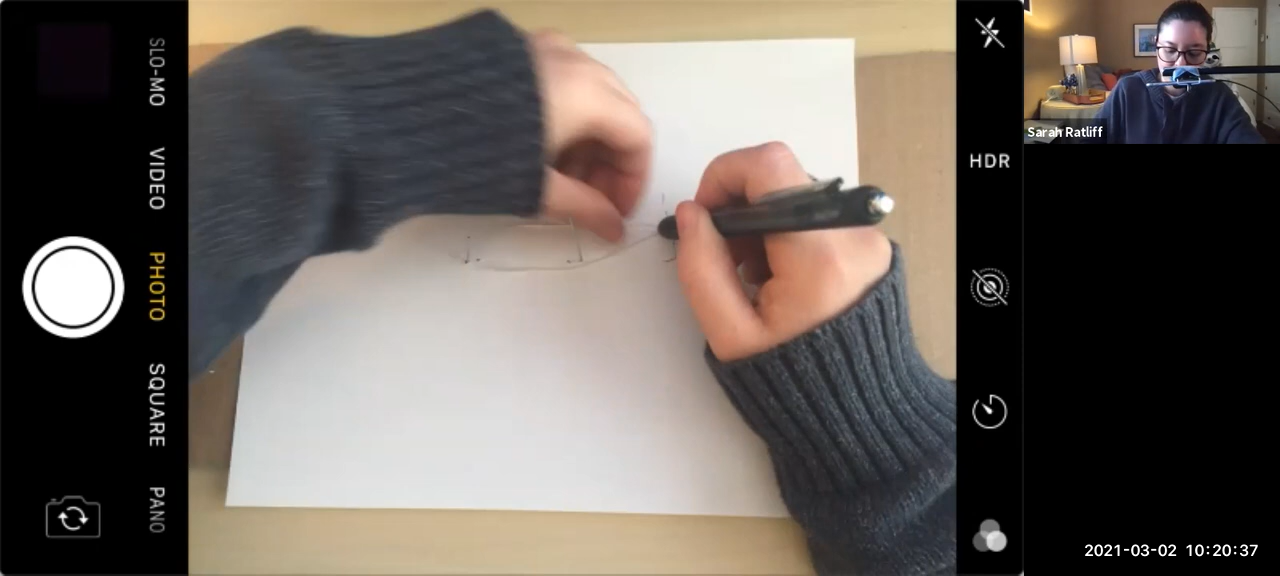 SLO-MO
VIDEO
PHOTO
SQUARE
PANO
HDR
Sarah Ratliff
2021-03-02 10:20:37